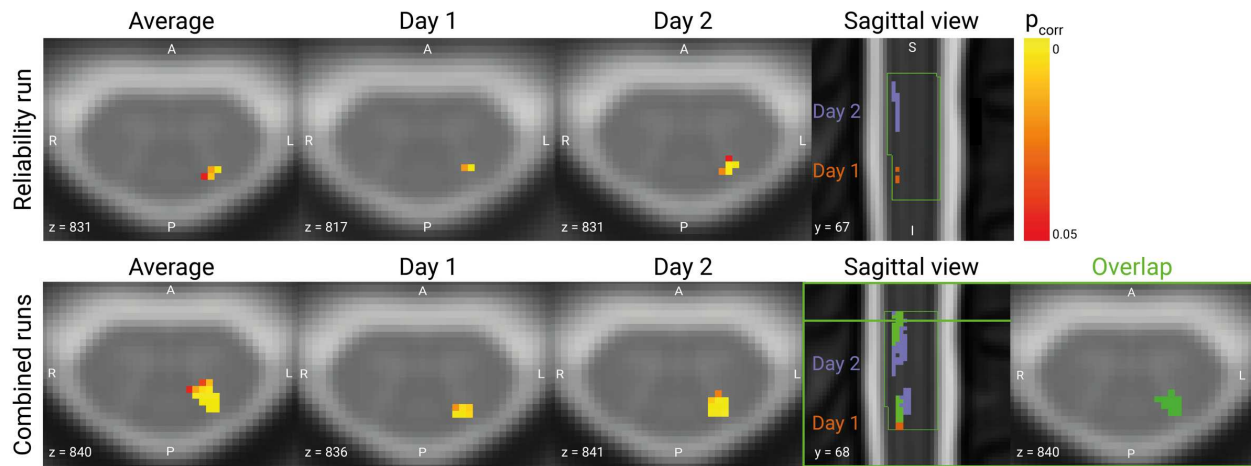 Average
Day 1
Day 2
Sagittal view
p corr
Reliability run
A
A
A
S
0
R
L
R
L
Day 2
Day 1
0.05
z = 831
P
z = 817
P
z = 831
P
y = 67
I
Average
Day 1
Day 2
Sagittal view
Overlap
Combined runs
A
A
A
A
R
L
R
L
R
L
Day 2
Day 1
z = 840
P
z = 836
P
z = 841
P
y = 68
z = 840
P